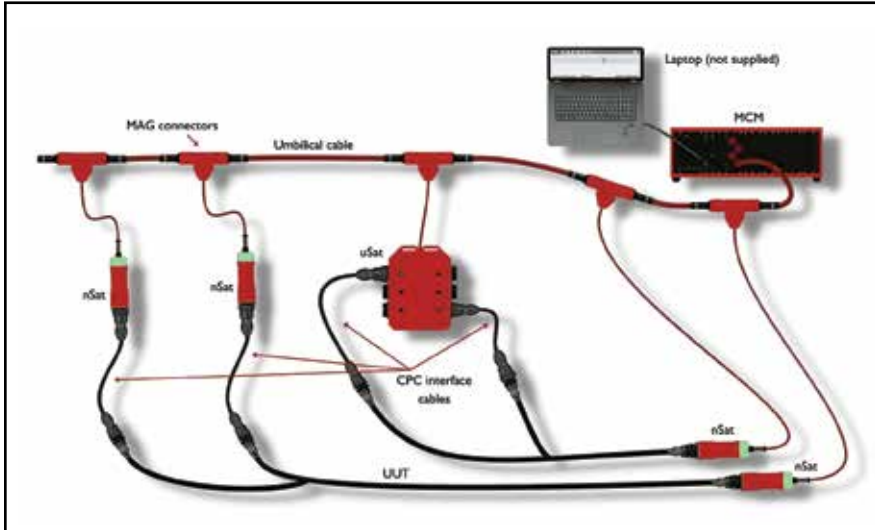 Laptop (not supplied)
MCM
MAG connectors
Umbilical cable
uSat
nSat
nSat
CPC interface
cables
nSat
UUT
nSat